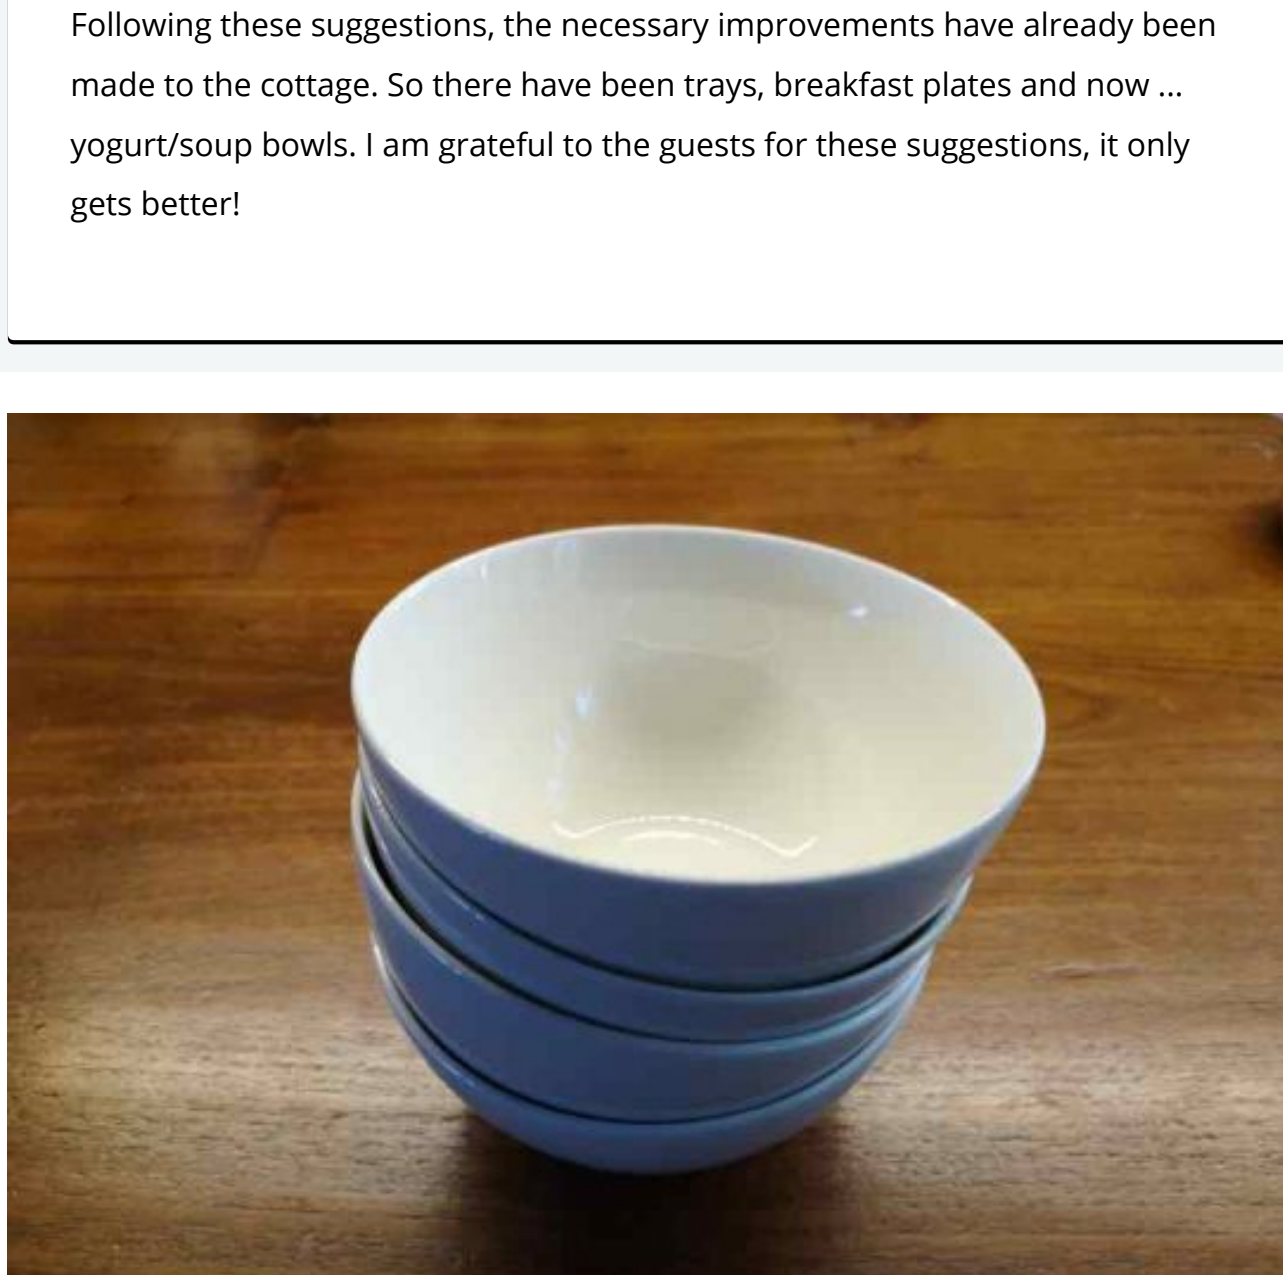 Following these suggestions, the necessary improvements have already been
made to the cottage. So there have been trays, breakfast plates and now ...
yogurt/soup bowls. I am grateful to the guests for these suggestions, it only
gets better!